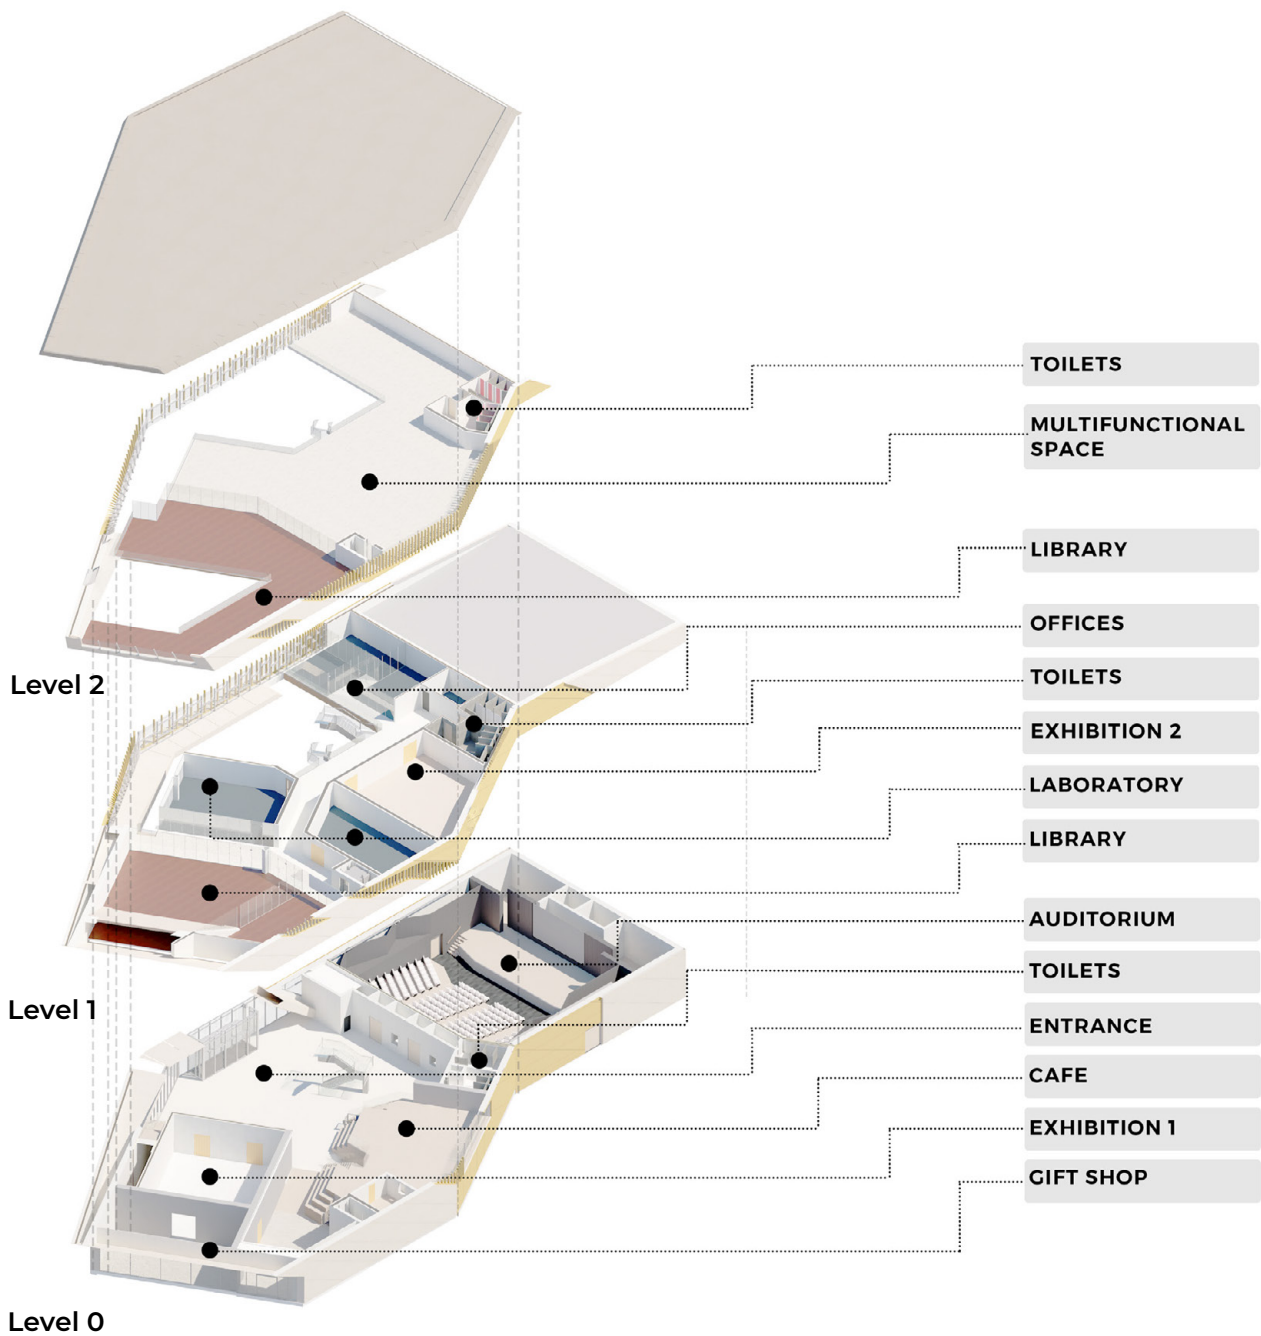 TOILETS
MULTIFUNCTIONAL
SPACE
LIBRARY
OFFICES
TOILETS
EXHIBITION 2
LABORATORY
LIBRARY
AUDITORIUM
TOILETS
ENTRANCE
CAFE
EXHIBITION 1
GIFT SHOP
Level 2
Level 1
Level 0